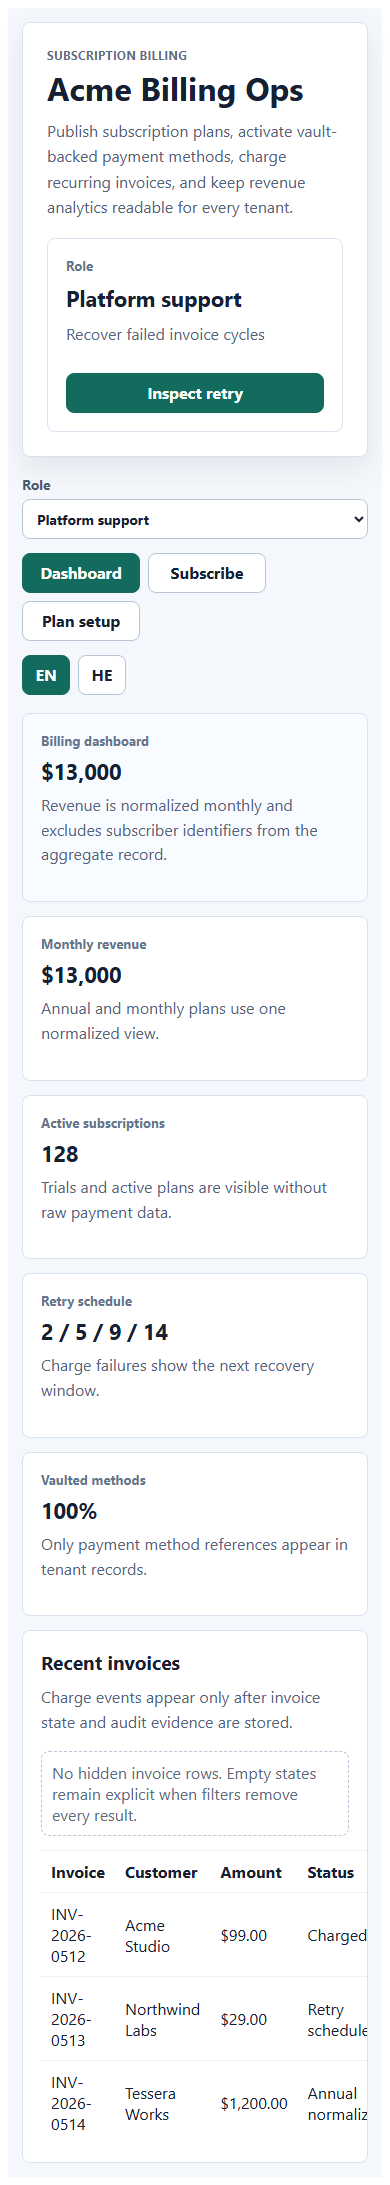 SUBSCRIPTION BILLING
Acme Billing Ops
Publish subscription plans, activate vault-
backed payment methods, charge
recurring invoices, and keep revenue
analytics readable for every tenant.
Role
Platform support
Recover failed invoice cycles
Inspect retry
Role
Platform support
Dashboard Subscribe
Plan setup
EN HE
Billing dashboard
$13,000
Revenue is normalized monthly and
excludes subscriber identifiers from the
aggregate record.
Monthly revenue
$13,000
Annual and monthly plans use one
normalized view.
Active subscriptions
128
Trials and active plans are visible without
raw payment data.
Retry schedule
2 / 5 / 9 / 14
Charge failures show the next recovery
window.
Vaulted methods
100%
Only payment method references appear in
tenant records.
Recent invoices
Charge events appear only after invoice
state and audit evidence are stored.
No hidden invoice rows. Empty states
remain explicit when filters remove
every result.
Invoice Customer Amount Status
INV-
2026-
0512
Acme
Studio
$99.00
Charged
INV-
2026-
0513
Northwind
Labs
$29.00
Retry
schedule
INV-
2026-
0514
Tessera
Works
$1,200.00
Annual
normaliz